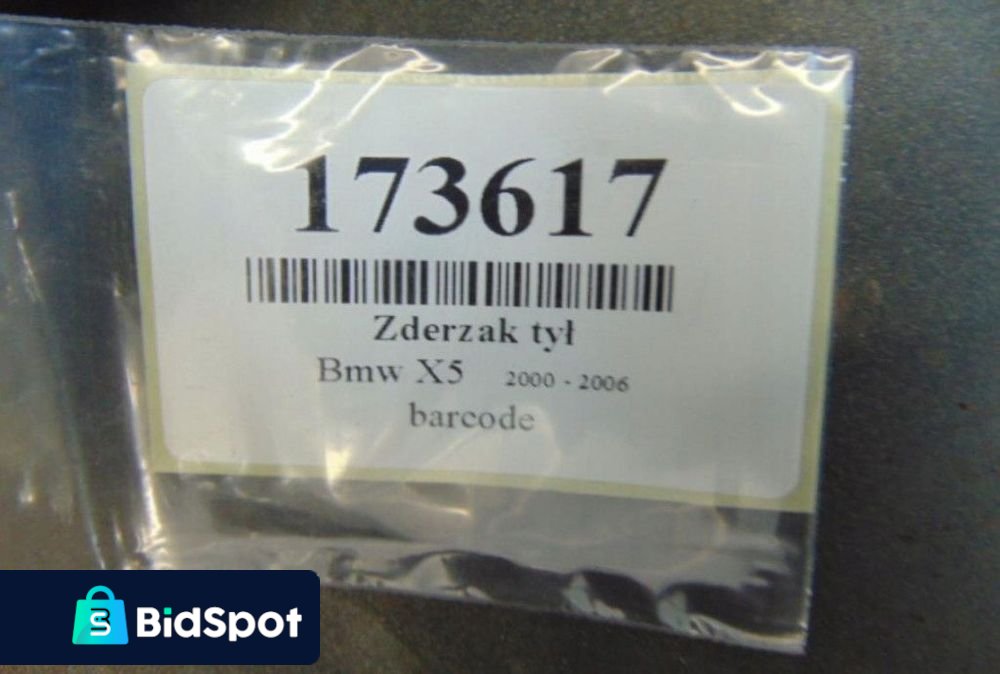 173617
Zderzak tył
Bmw X5 2000 - 2006
barcode
BidSpot